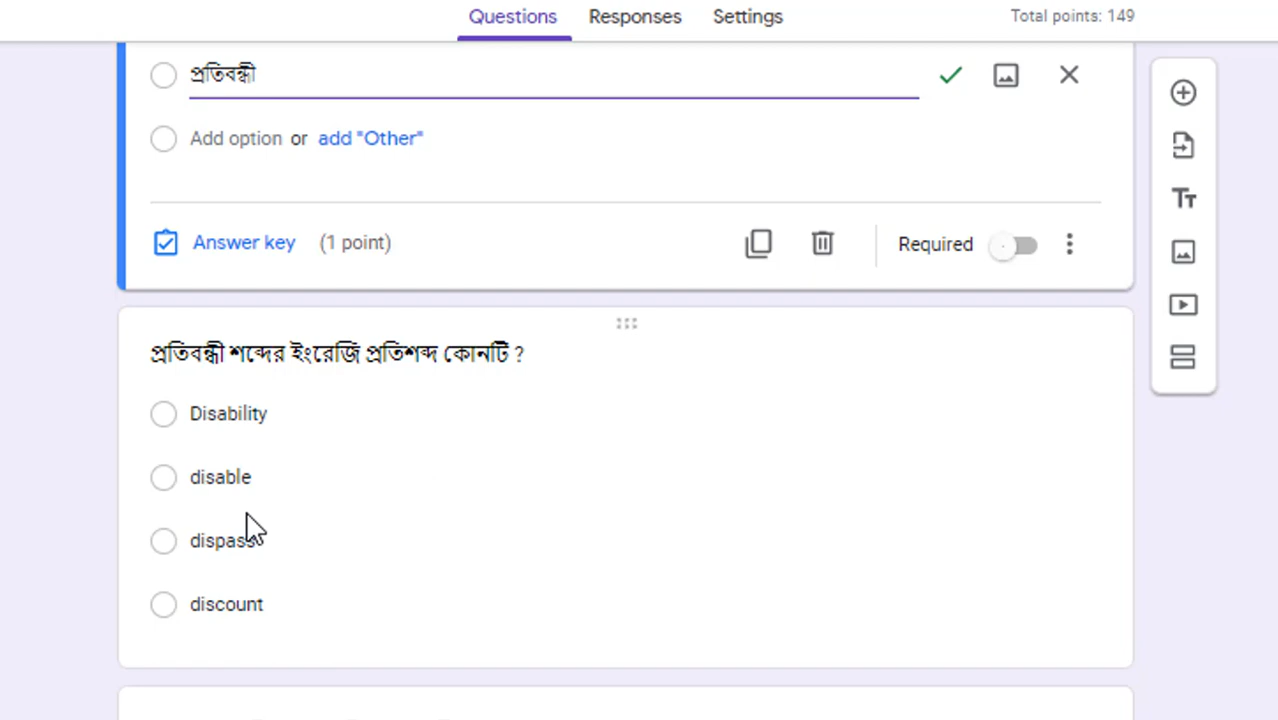 Questions Responses Settings Total points: 149
প্রতিবন্ধী
Add option or add "Other"
Answer key (1 point) Required
প্রতিবন্ধী শব্দের ইংরেজি প্রতিশব্দ কোনটি ?
Disability
disable
dispass
discount